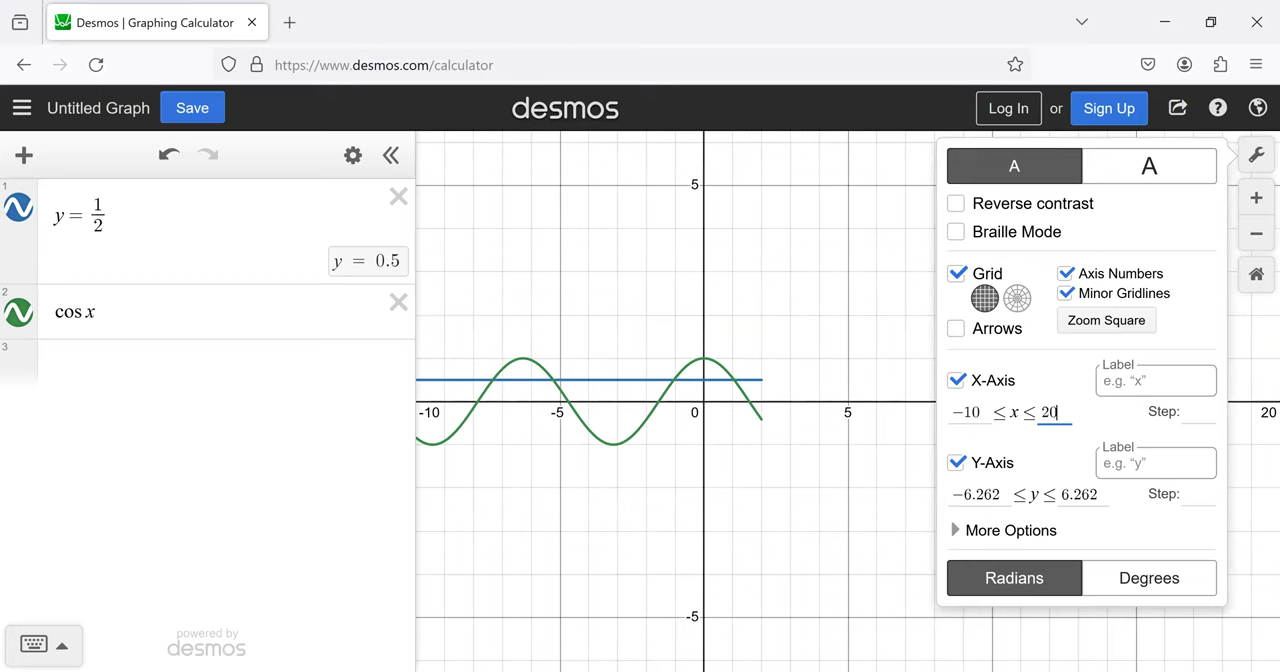 Desmos | Graphing Calculator
https://www.desmos.com/calculator
Untitled Graph Save desmos Log In or Sign Up
1
y = 1/2
y = 0.5
2
cos x
3
powered by
desmos
5
-10 -5 0 5 20
-5
A A
Reverse contrast
Braille Mode
Grid Axis Numbers
Minor Gridlines
Arrows Zoom Square
Label
X-Axis e.g. “x”
−10 ≤ x ≤ 20 Step:
Label
Y-Axis e.g. “y”
−6.262 ≤ y ≤ 6.262 Step:
More Options
Radians Degrees